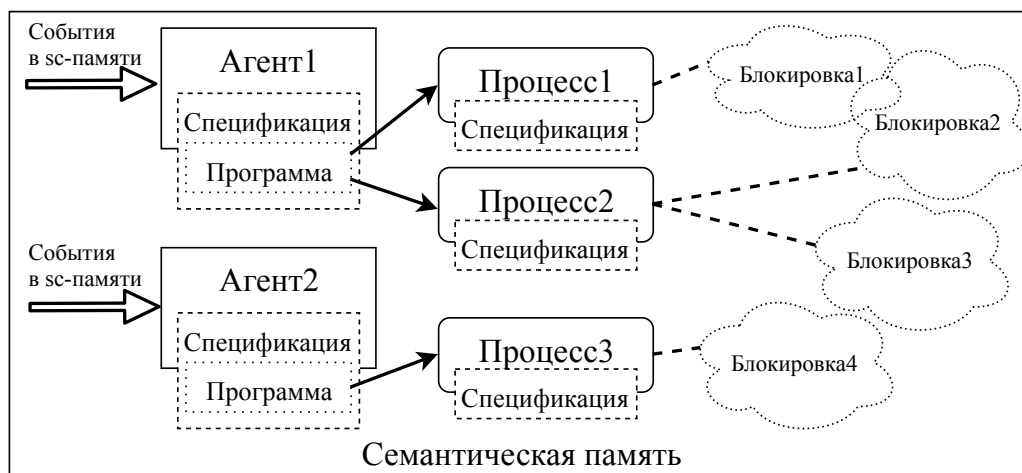 События
в sc-памяти
Агент1
Спецификация
Программа
Процесс1
Спецификация
Блокировка1
Блокировка2
Процесс2
Спецификация
Блокировка3
События
в sc-памяти
Агент2
Спецификация
Программа
Процесс3
Спецификация
Блокировка4
Семантическая память